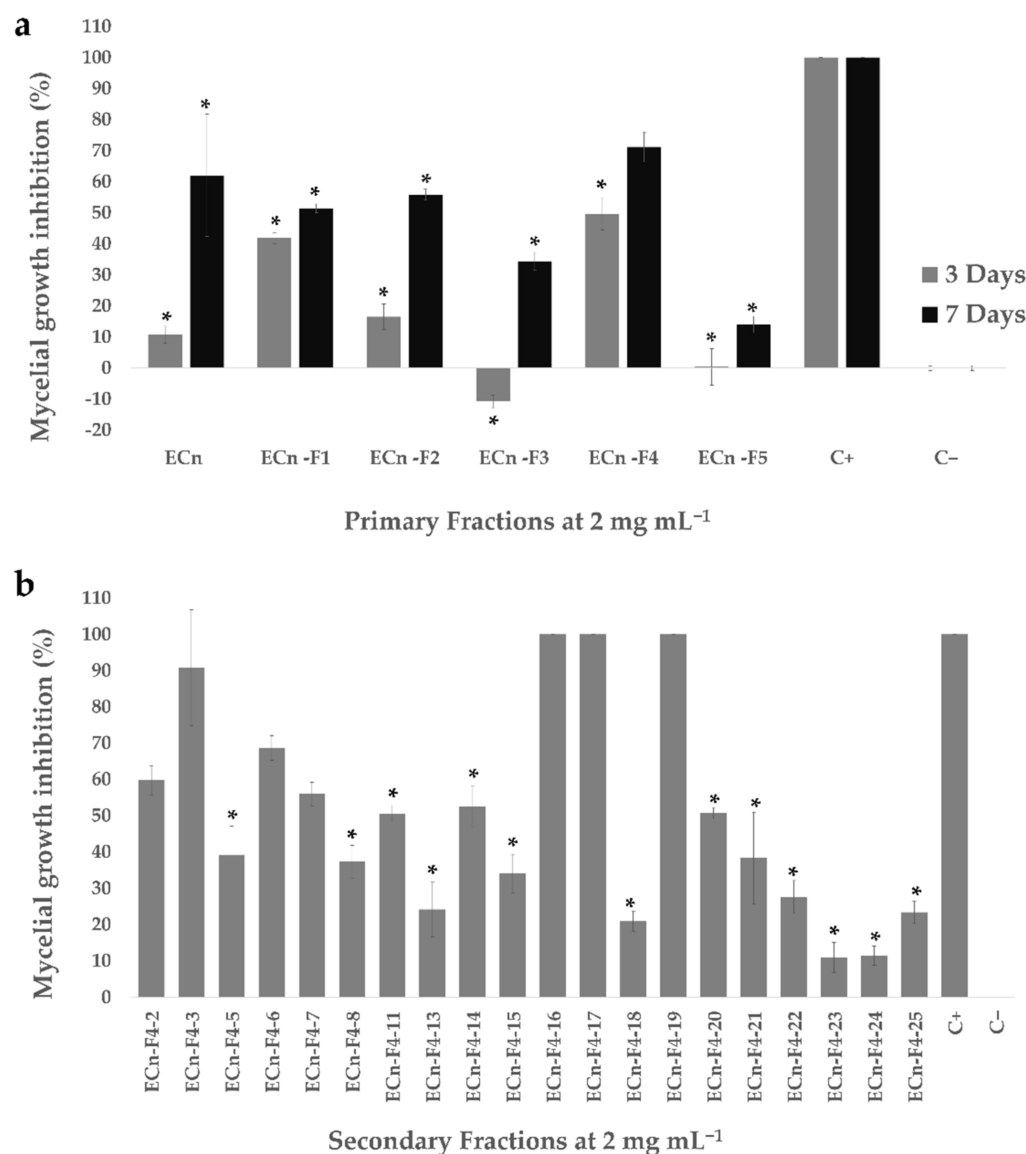 a
Mycelial growth inhibition (%)
110
100
90
80
70
60
50
40
30
20
10
0
-10
-20
* * * * * * * * * * *
3 Days
7 Days
ECn ECn -F1 ECn -F2 ECn -F3 ECn -F4 ECn -F5 C+ C−
Primary Fractions at 2 mg mL⁻¹
b
Mycelial growth inhibition (%)
110
100
90
80
70
60
50
40
30
20
10
0
* * * * * * * * * * * * *
ECn-F4-2
ECn-F4-3
ECn-F4-5
ECn-F4-6
ECn-F4-7
ECn-F4-8
ECn-F4-11
ECn-F4-13
ECn-F4-14
ECn-F4-15
ECn-F4-16
ECn-F4-17
ECn-F4-18
ECn-F4-19
ECn-F4-20
ECn-F4-21
ECn-F4-22
ECn-F4-23
ECn-F4-24
ECn-F4-25
C+
C−
Secondary Fractions at 2 mg mL⁻¹